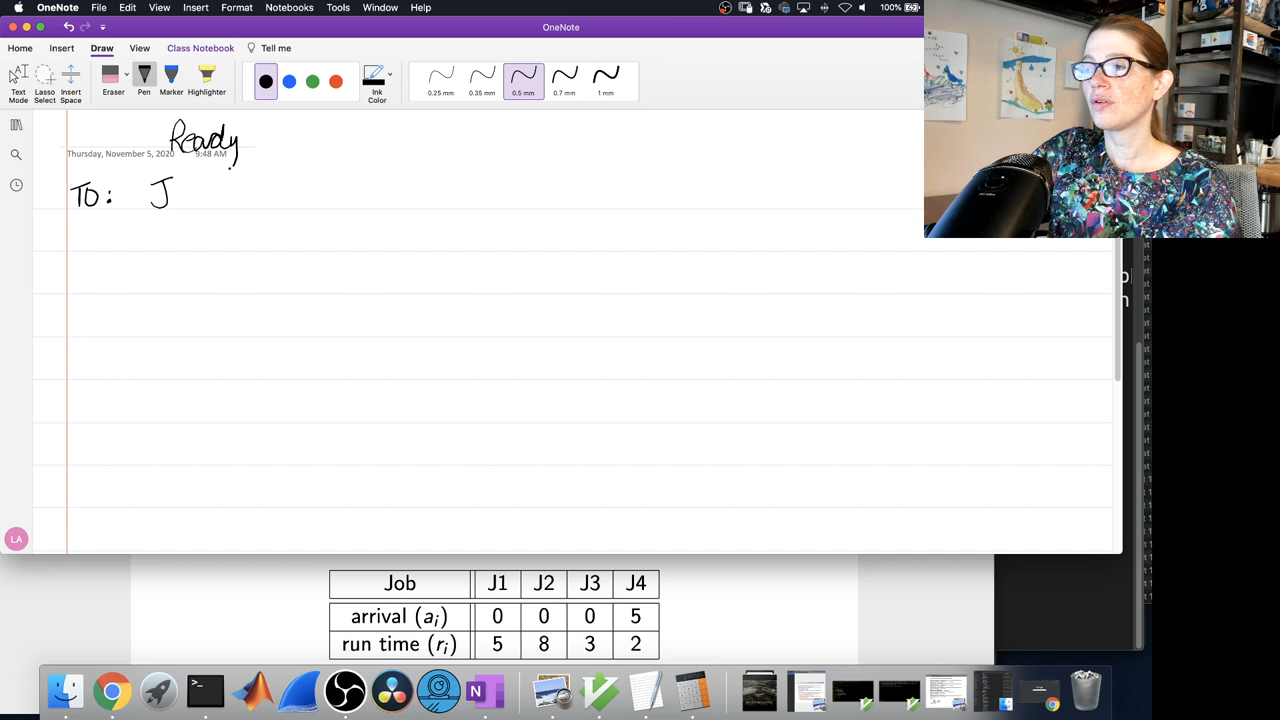 OneNote File Edit View Insert Format Notebooks Tools Window Help 100%
OneNote
Home Insert Draw View Class Notebook Tell me
Text Mode Lasso Select Insert Space Eraser Pen Marker Highlighter Ink Color 0.25 mm 0.35 mm 0.5 mm 0.7 mm 1 mm
Ready
Thursday, November 5, 2020 9:48 AM
T0: J
LA
Job J1 J2 J3 J4
arrival (ai) 0 0 0 5
run time (ri) 5 8 3 2